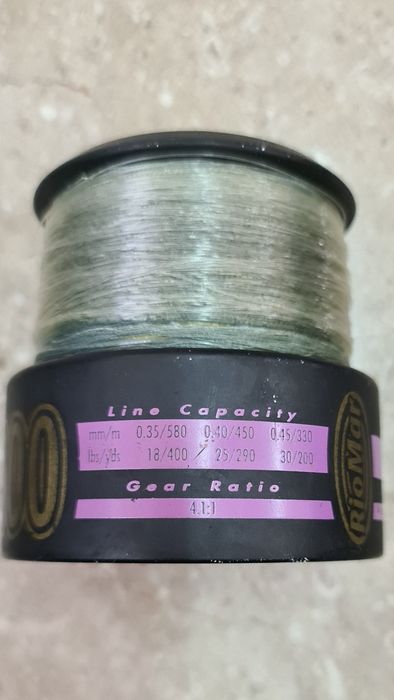 Line Capacity
mm/m 0.35/580 0.40/450 0.45/330
lbs/yds 18/400 25/290 30/200
Gear Ratio
4.1:1
00
RioMar